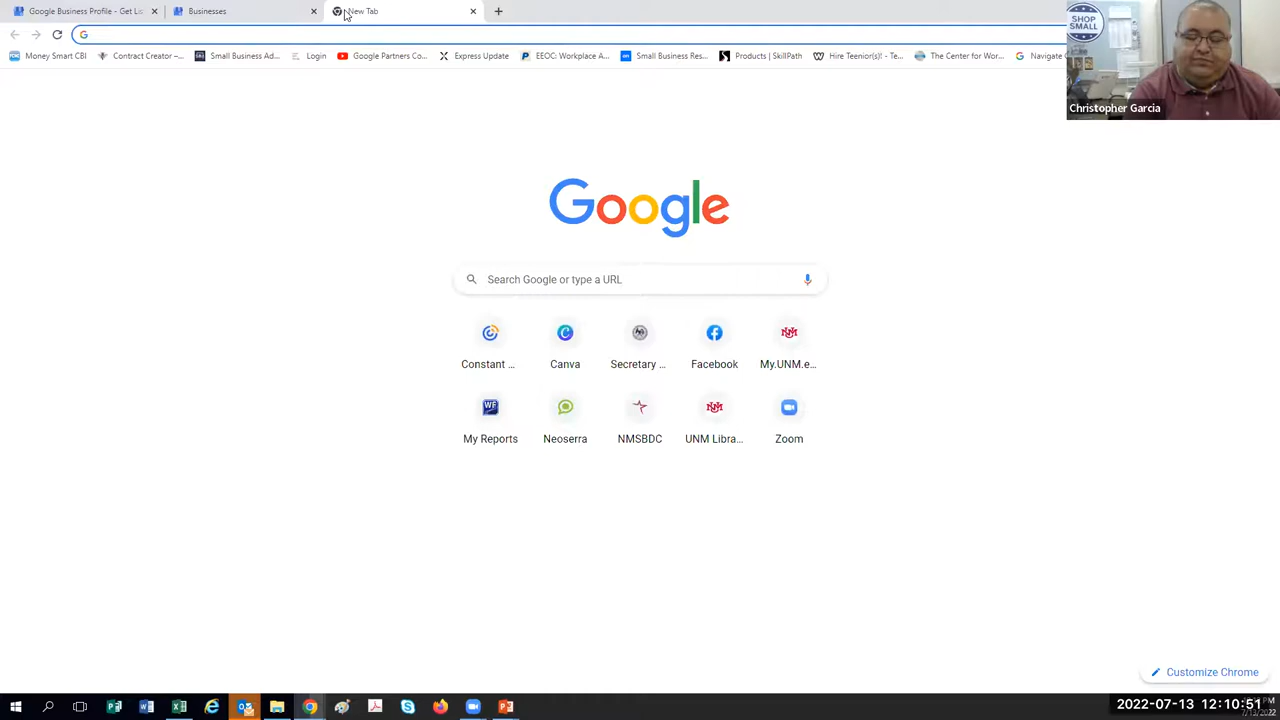 Google Business Profile - Get Lis
Businesses
New Tab
Money Smart CBI
Contract Creator –...
Small Business Ad...
Login
Google Partners Co...
Express Update
EEOC: Workplace A...
Small Business Res...
Products | SkillPath
Hire Teenior(s)! - Te...
The Center for Wor...
Navigate
SHOP
SMALL
Christopher Garcia
Google
Search Google or type a URL
Constant ...
Canva
Secretary ...
Facebook
My.UNM.e...
My Reports
Neoserra
NMSBDC
UNM Libra...
Zoom
Customize Chrome
2022-07-13 12:10:51